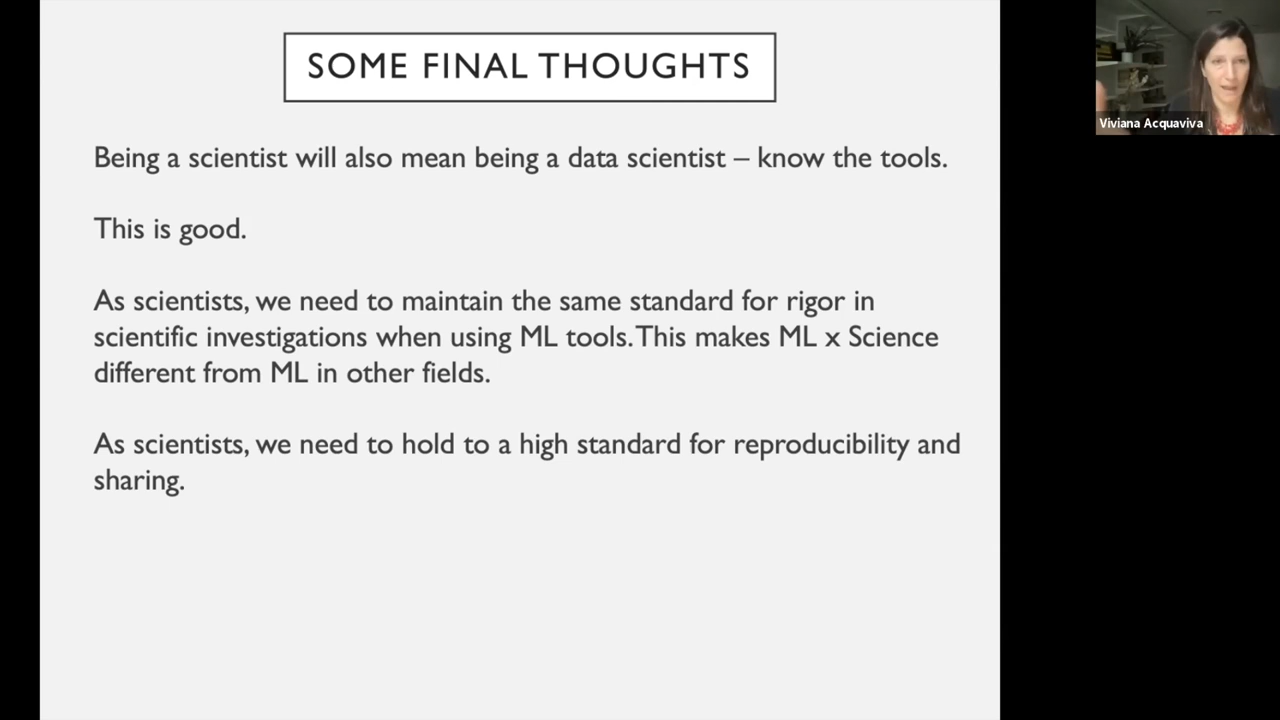 SOME FINAL THOUGHTS
Viviana Acquaviva
Being a scientist will also mean being a data scientist – know the tools.
This is good.
As scientists, we need to maintain the same standard for rigor in
scientific investigations when using ML tools. This makes ML x Science
different from ML in other fields.
As scientists, we need to hold to a high standard for reproducibility and
sharing.